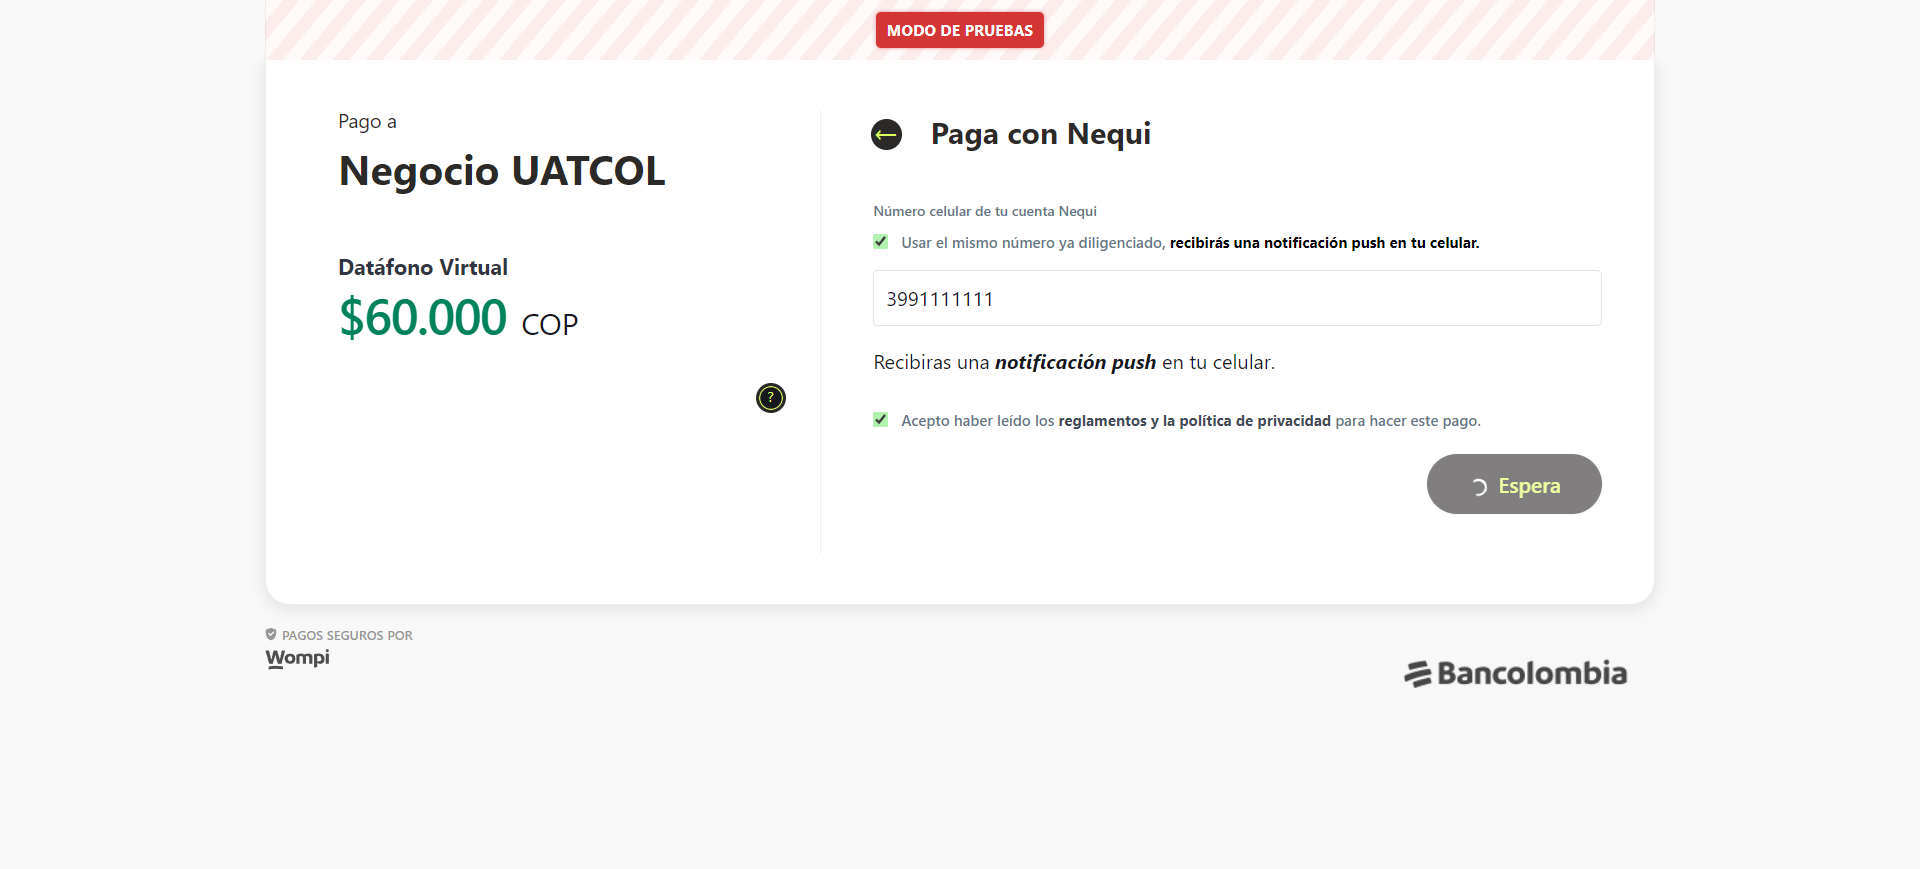 MODO DE PRUEBAS
Pago a
Negocio UATCOL
Datáfono Virtual
$60.000 COP
?
Paga con Nequi
Número celular de tu cuenta Nequi
Usar el mismo número ya diligenciado, recibirás una notificación push en tu celular.
3991111111
Recibiras una notificación push en tu celular.
Acepto haber leído los reglamentos y la política de privacidad para hacer este pago.
Espera
PAGOS SEGUROS POR
Wompi
Bancolombia